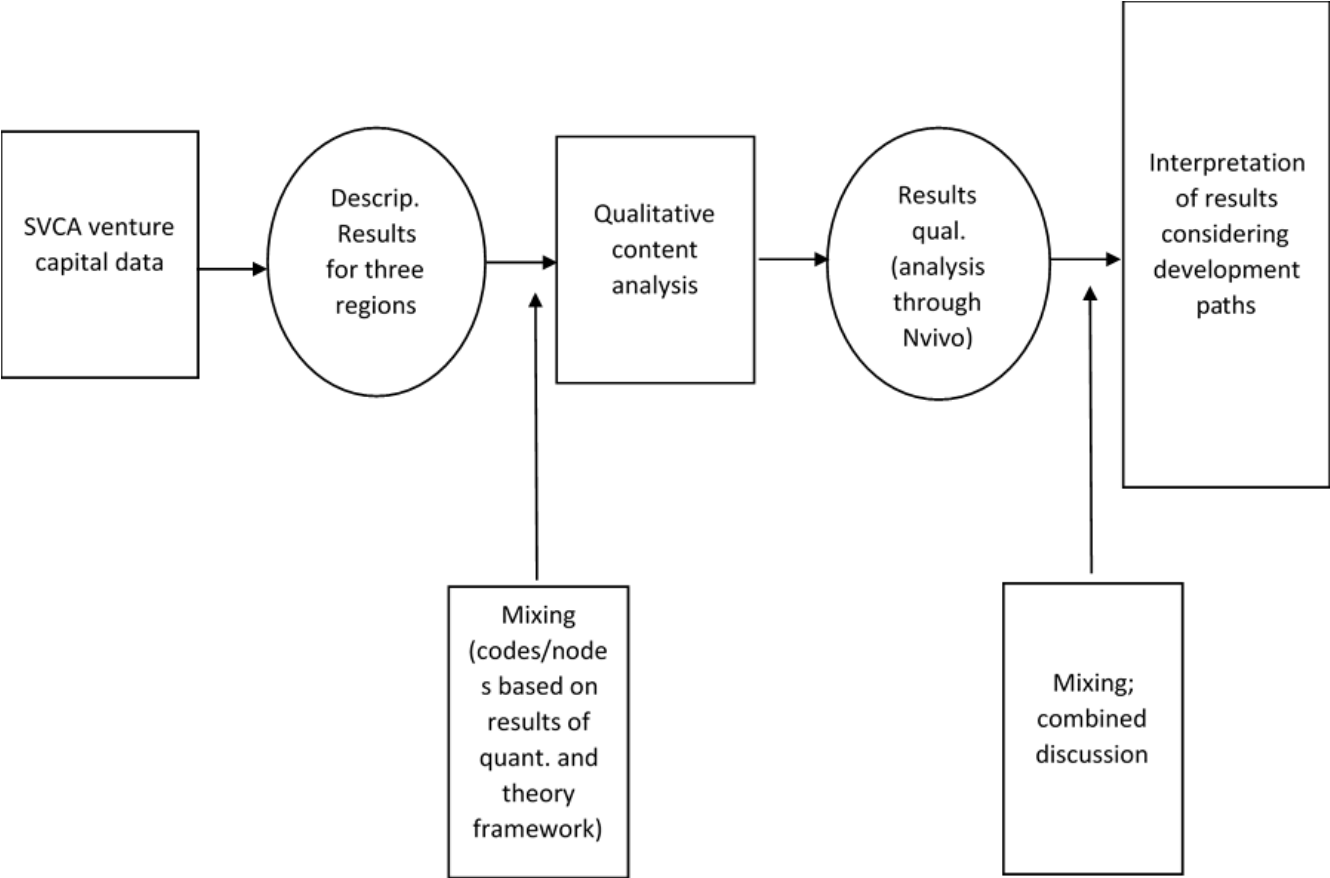 SVCA venture
capital data
Descrip.
Results
for three
regions
Qualitative
content
analysis
Results
qual.
(analysis
through
Nvivo)
Interpretation
of results
considering
development
paths
Mixing
(codes/node
s based on
results of
quant. and
theory
framework)
Mixing;
combined
discussion